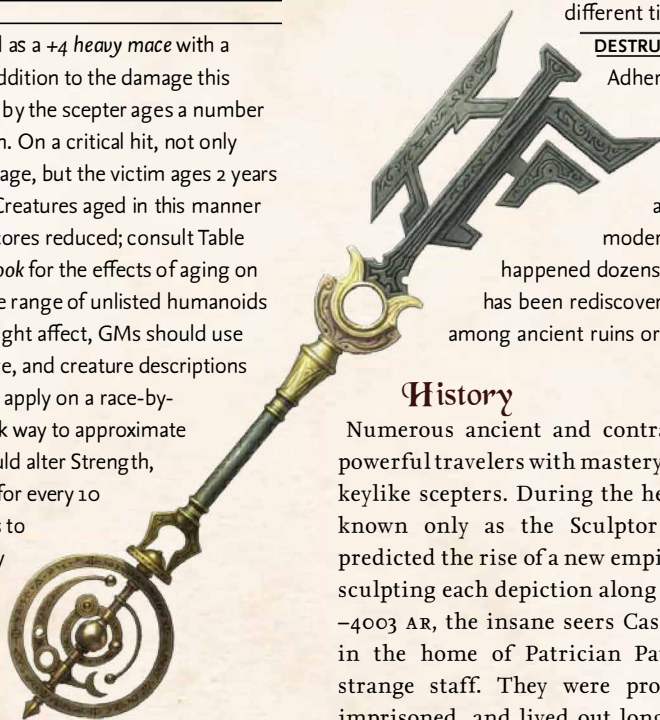 l as a +4 heavy mace with a
ddition to the damage this
by the scepter ages a number
n. On a critical hit, not only
age, but the victim ages 2 years
Creatures aged in this manner
cores reduced; consult Table
ook for the effects of aging on
e range of unlisted humanoids
ght affect, GMs should use
e, and creature descriptions
apply on a race-by-
k way to approximate
uld alter Strength,
for every 10
s to
y
different ti
DESTRU
Adher
a
moder
happened dozens
has been rediscover
among ancient ruins or
History
Numerous ancient and contra
powerful travelers with mastery
keylike scepters. During the he
known only as the Sculptor
predicted the rise of a new empi
sculpting each depiction along
–4003 AR, the insane seers Cas
in the home of Patrician Pa
strange staff. They were pro
imprisoned, and lived out long